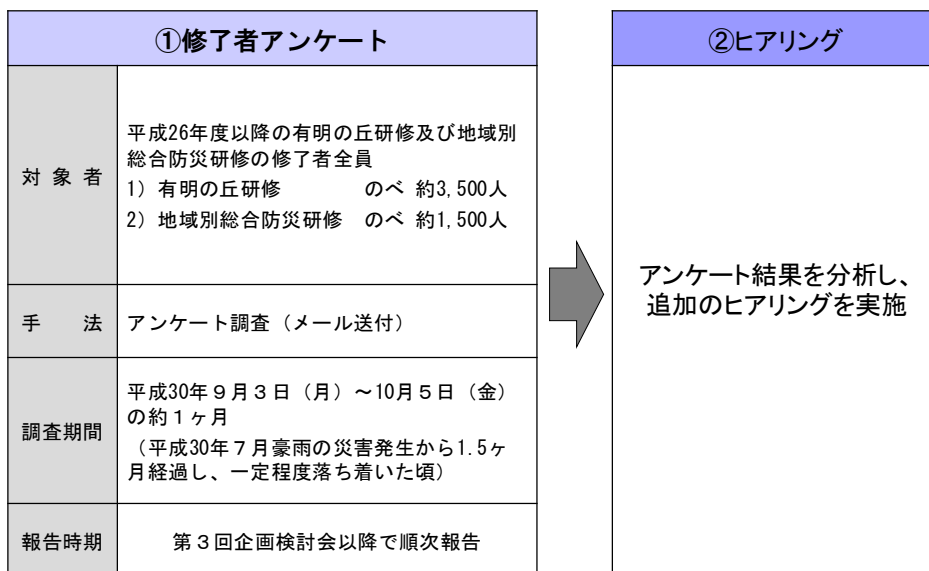 ①修了者アンケート
対象者
平成26年度以降の有明の丘研修及び地域別
総合防災研修の修了者全員
1）有明の丘研修　のべ 約3,500人
2）地域別総合防災研修　のべ 約1,500人
手法
アンケート調査（メール送付）
調査期間
平成30年９月３日（月）～10月５日（金）
の約１ヶ月
（平成30年７月豪雨の災害発生から1.5ヶ
月経過し、一定程度落ち着いた頃）
報告時期
第３回企画検討会以降で順次報告
②ヒアリング
アンケート結果を分析し、
追加のヒアリングを実施